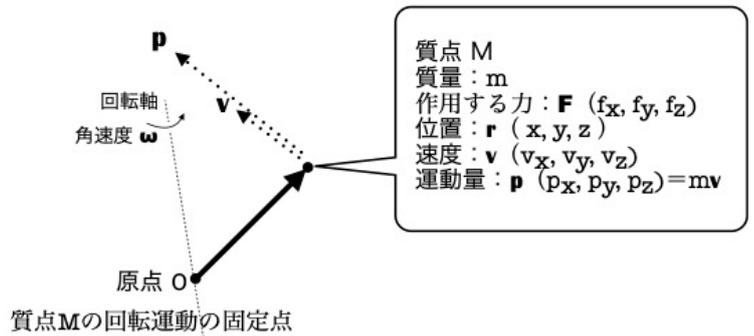 p
回転軸
v
角速度 ω
質点 M
質量：m
作用する力：F（fx, fy, fz）
位置：r（x, y, z）
速度：v（vx, vy, vz）
運動量：p（px, py, pz）＝mv
原点 O
質点Mの回転運動の固定点